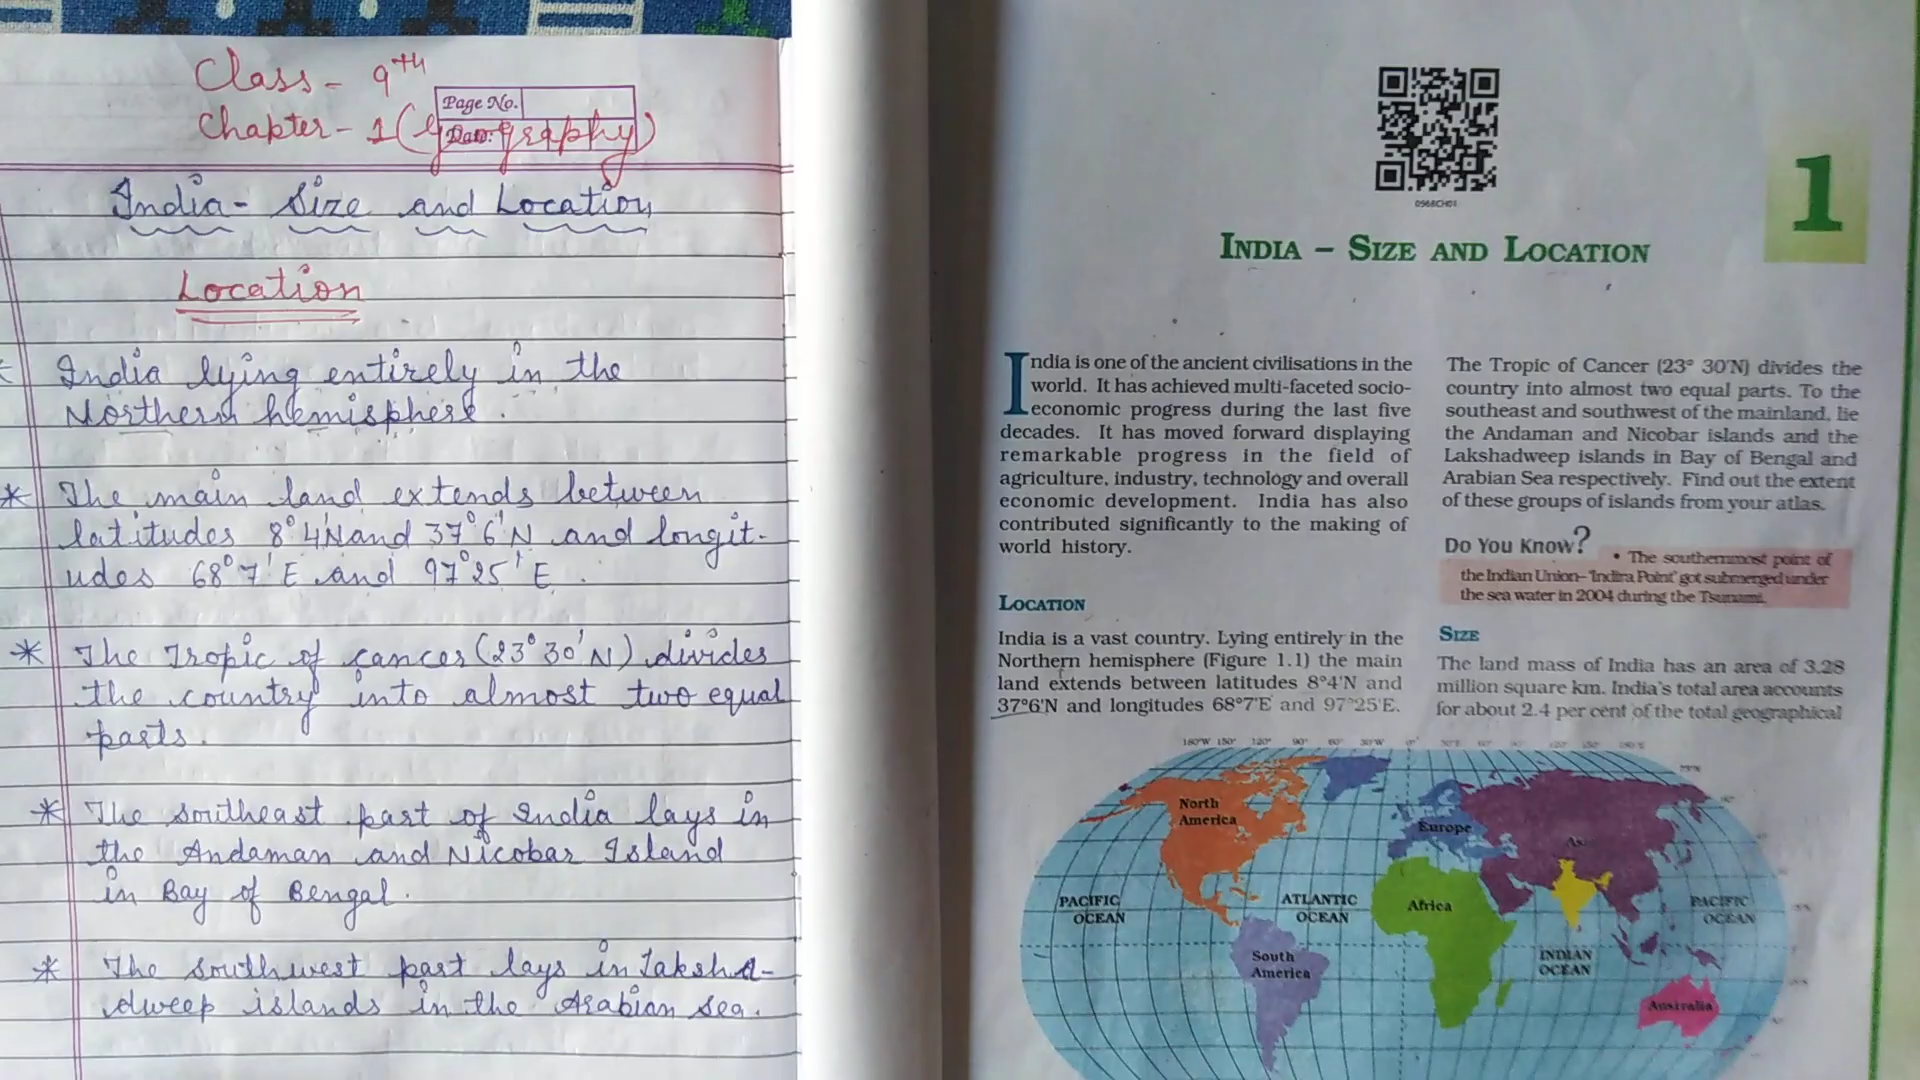 Class - 9th
Page No.
Chapter - 1 (Geography)
Date:
India - Size and Location
Location
India lying entirely in the
Northern hemisphere.
* The main land extends between
latitudes 8°4'N and 37°6'N and longit-
udes 68°7'E and 97°25'E.
* The Tropic of cancer (23°30'N) divides
the country into almost two equal
parts.
* The southeast part of India lays in
the Andaman and Nicobar Island
in Bay of Bengal.
* The southwest part lays in Laksha-
dweep islands in the Arabian sea.
0968CH01
1
INDIA – SIZE AND LOCATION
India is one of the ancient civilisations in the
world. It has achieved multi-faceted socio-
economic progress during the last five
decades. It has moved forward displaying
remarkable progress in the field of
agriculture, industry, technology and overall
economic development. India has also
contributed significantly to the making of
world history.
LOCATION
India is a vast country. Lying entirely in the
Northern hemisphere (Figure 1.1) the main
land extends between latitudes 8°4'N and
37°6'N and longitudes 68°7'E and 97°25'E.
The Tropic of Cancer (23° 30'N) divides the
country into almost two equal parts. To the
southeast and southwest of the mainland, lie
the Andaman and Nicobar islands and the
Lakshadweep islands in Bay of Bengal and
Arabian Sea respectively. Find out the extent
of these groups of islands from your atlas.
Do You Know?
• The southernmost point of
the Indian Union– 'Indira Point' got submerged under
the sea water in 2004 during the Tsunami.
SIZE
The land mass of India has an area of 3.28
million square km. India's total area accounts
for about 2.4 per cent of the total geographical
180°W 150° 120° 90° 60° 30°W 0°
North
America
Europe
PACIFIC
OCEAN
ATLANTIC
OCEAN
Africa
PACIFIC
OCEAN
South
America
INDIAN
OCEAN
Australia